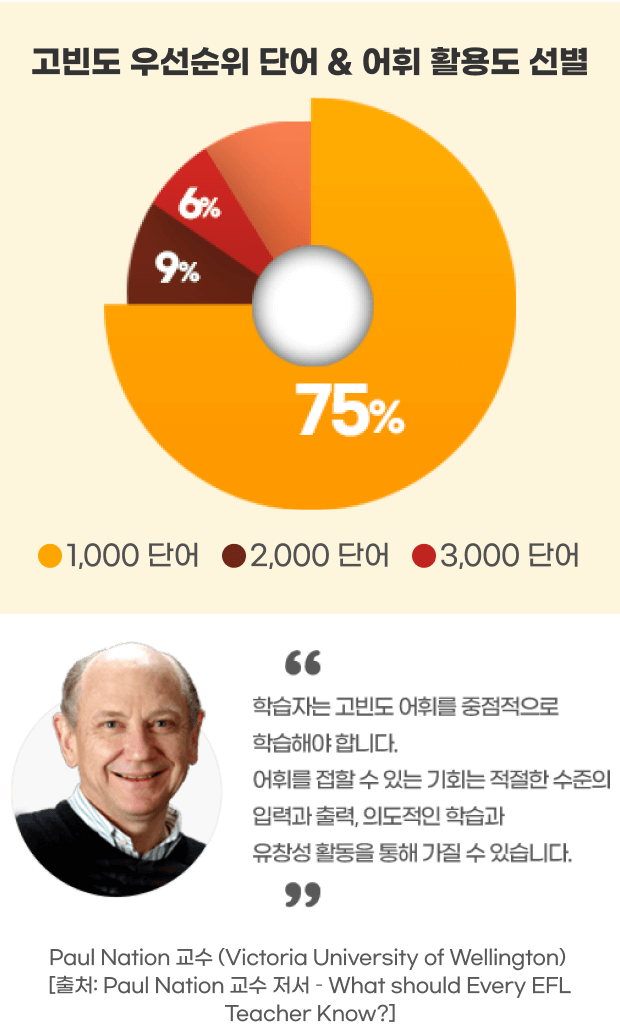 고빈도 우선순위 단어 & 어휘 활용도 선별
6%
9%
75%
1,000 단어 2,000 단어 3,000 단어
“
학습자는 고빈도 어휘를 중점적으로
학습해야 합니다.
어휘를 접할 수 있는 기회는 적절한 수준의
입력과 출력, 의도적인 학습과
유창성 활동을 통해 가질 수 있습니다.
”
Paul Nation 교수 (Victoria University of Wellington)
[출처: Paul Nation 교수 저서 - What should Every EFL
Teacher Know?]